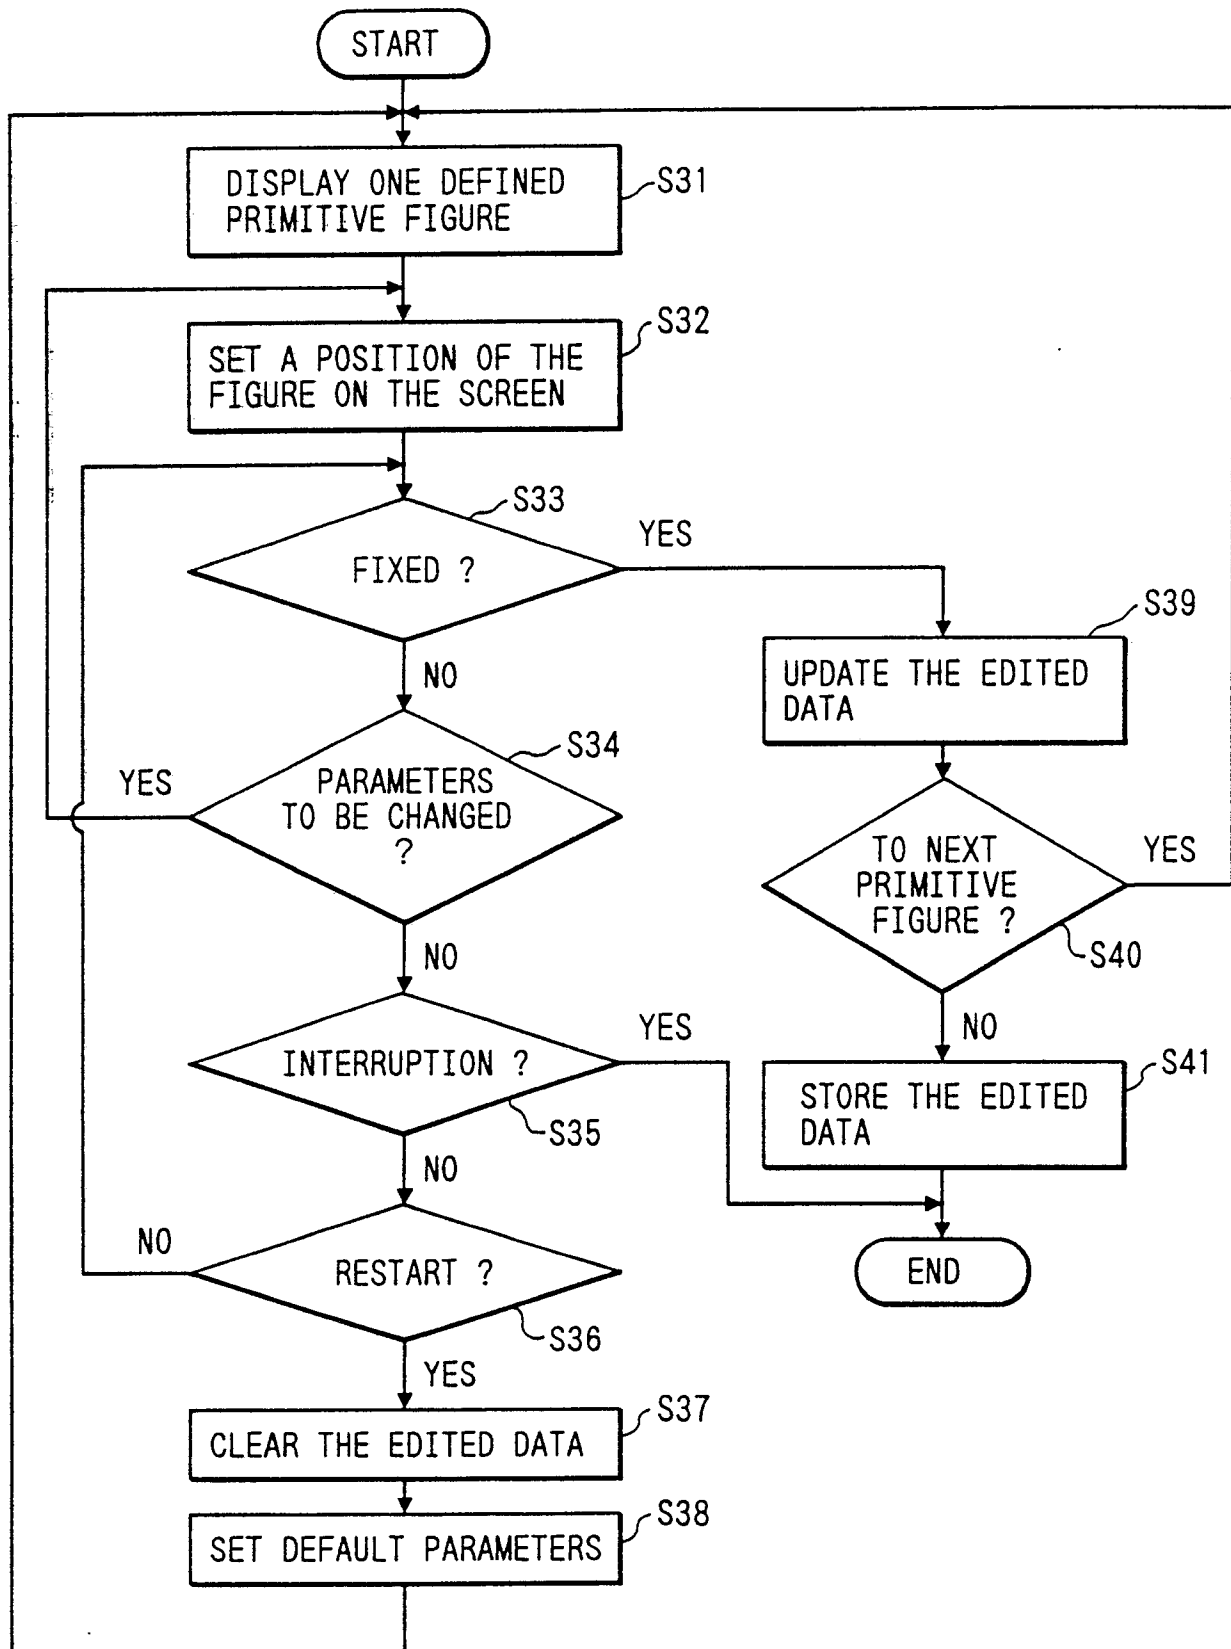 START
DISPLAY ONE DEFINED
PRIMITIVE FIGURE
S31
SET A POSITION OF THE
FIGURE ON THE SCREEN
S32
FIXED ?
S33
YES
NO
PARAMETERS
TO BE CHANGED
?
S34
YES
NO
INTERRUPTION ?
S35
YES
NO
RESTART ?
S36
NO
YES
CLEAR THE EDITED DATA
S37
SET DEFAULT PARAMETERS
S38
UPDATE THE EDITED
DATA
S39
TO NEXT
PRIMITIVE
FIGURE ?
S40
YES
NO
STORE THE EDITED
DATA
S41
END